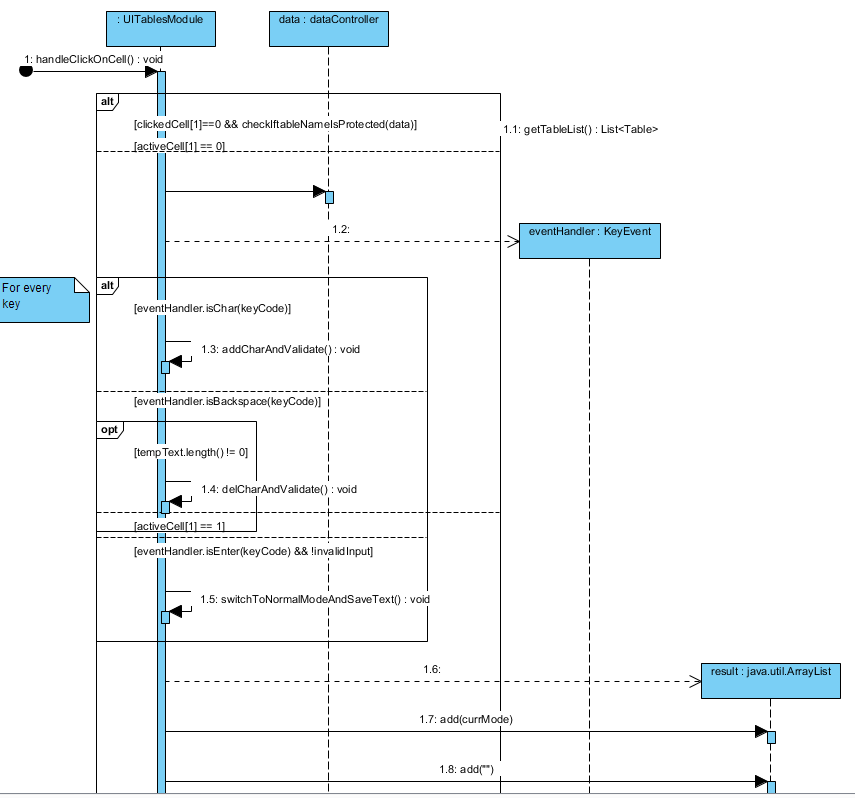 : UITablesModule
data : dataController
1: handleClickOnCell() : void
alt
[clickedCell[1]==0 && checkIftableNameIsProtected(data)]
1.1: getTableList() : List<Table>
[activeCell[1] == 0]
1.2:
eventHandler : KeyEvent
For every
key
alt
[eventHandler.isChar(keyCode)]
1.3: addCharAndValidate() : void
[eventHandler.isBackspace(keyCode)]
opt
[tempText.length() != 0]
1.4: delCharAndValidate() : void
[activeCell[1] == 1]
[eventHandler.isEnter(keyCode) && !invalidInput]
1.5: switchToNormalModeAndSaveText() : void
1.6:
result : java.util.ArrayList
1.7: add(currMode)
1.8: add("")